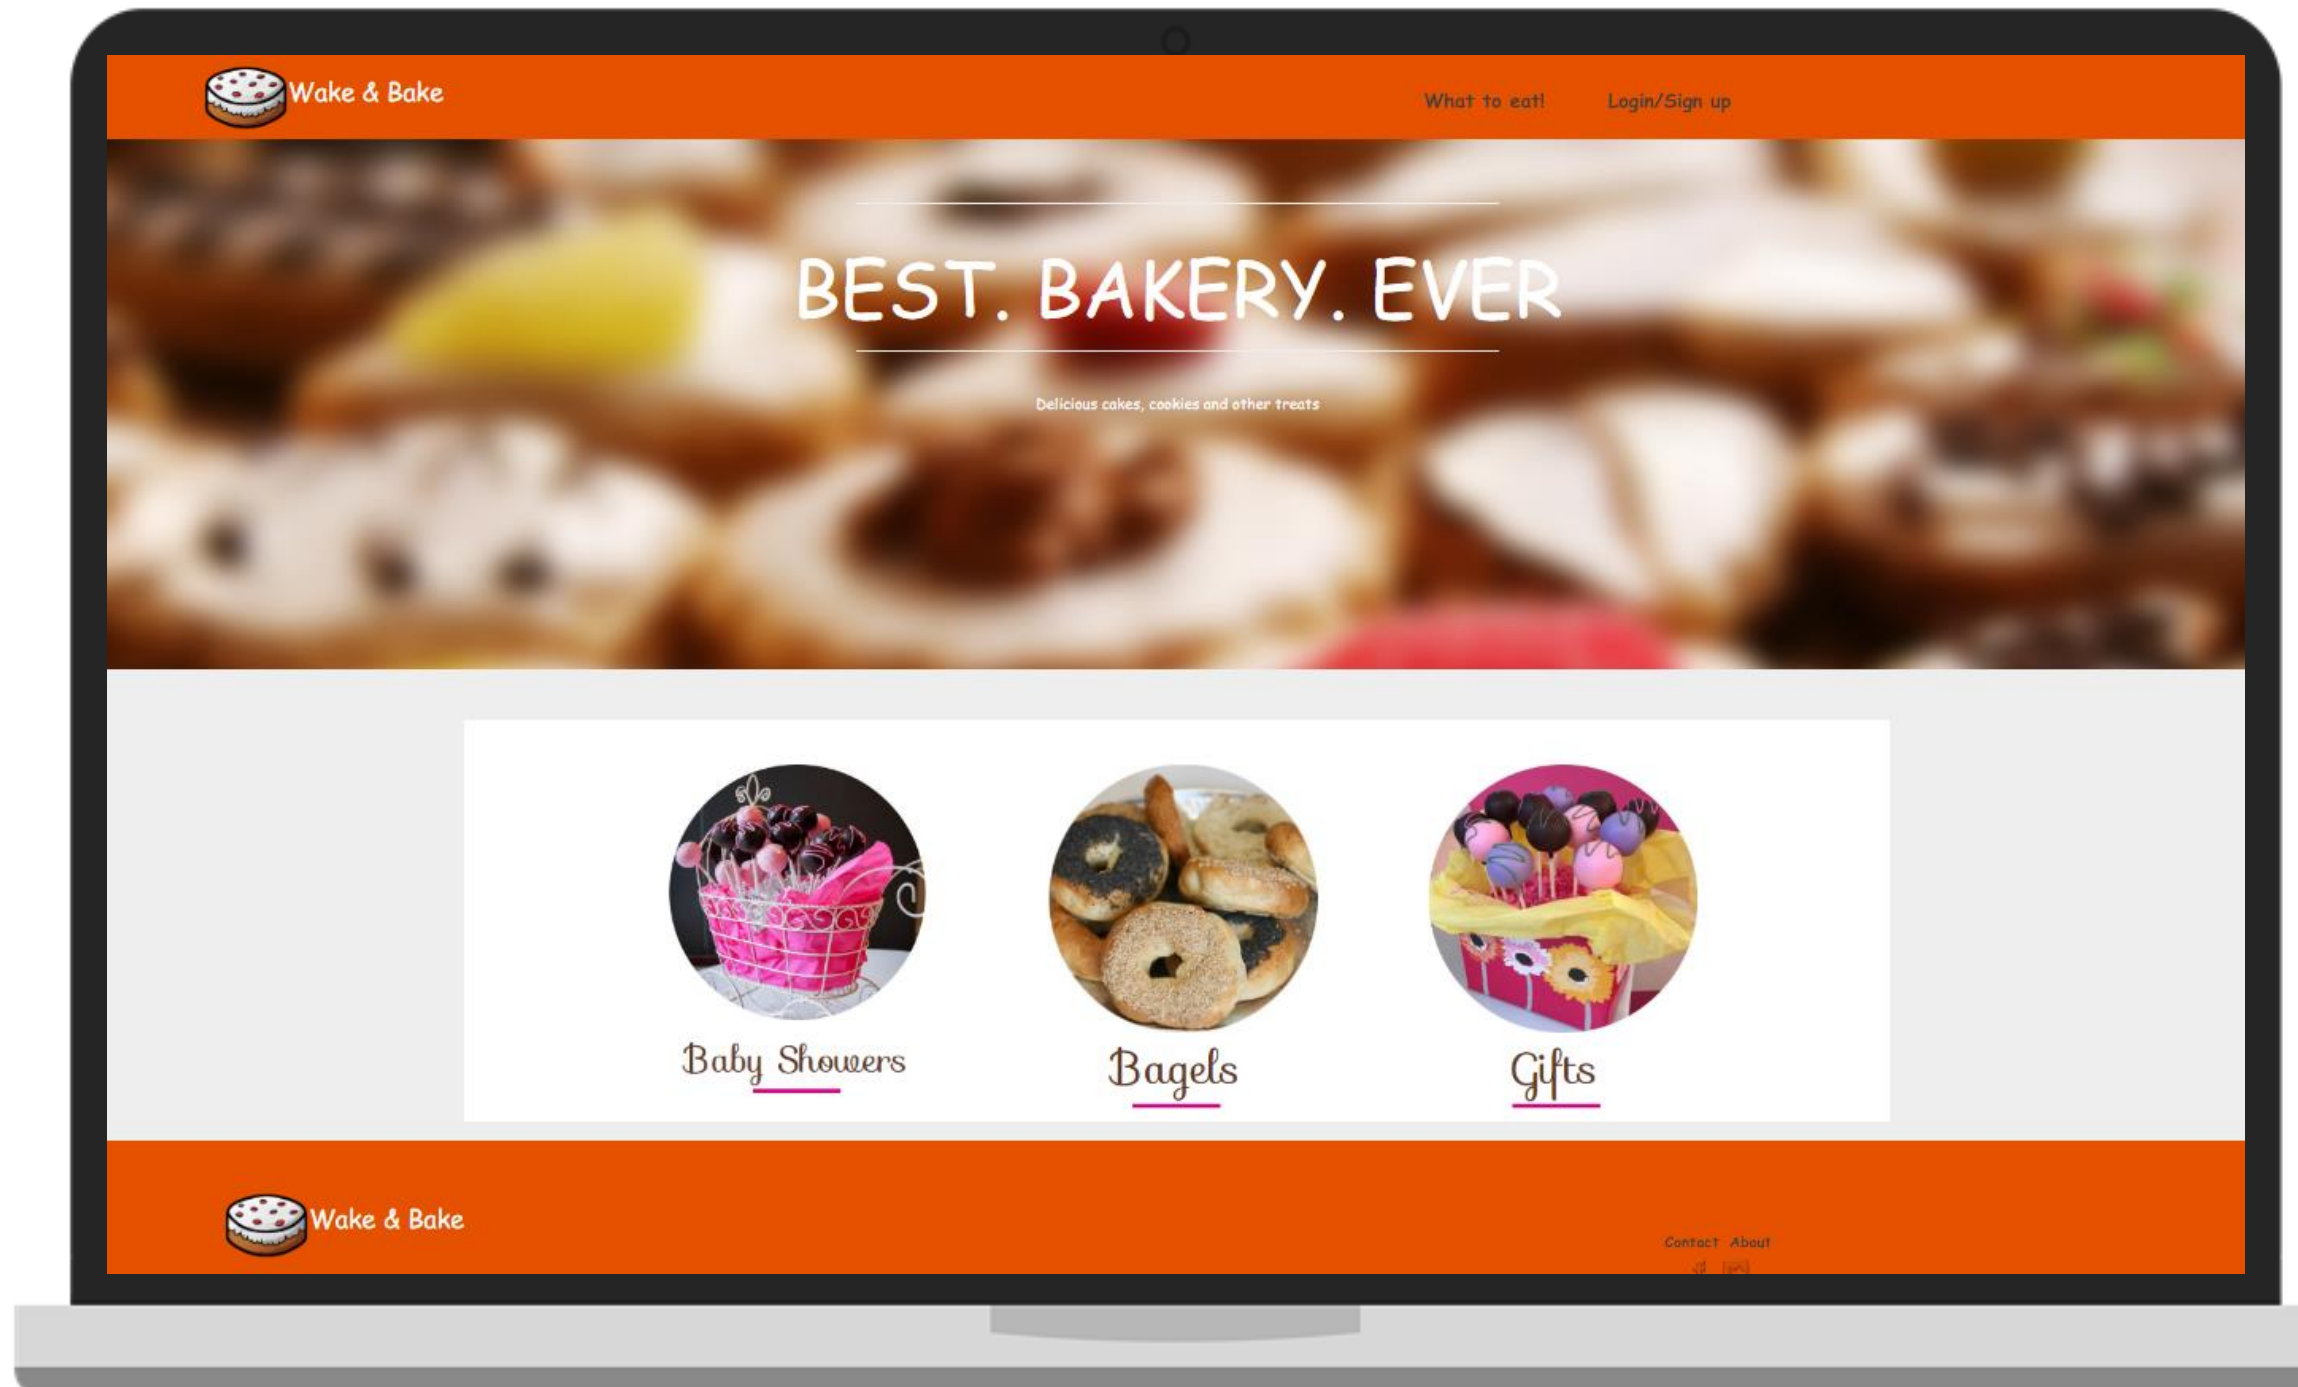 Wake & Bake
What to eat! Login/Sign up
BEST. BAKERY. EVER
Delicious cakes, cookies and other treats
Baby Showers
Bagels
Gifts
Wake & Bake
Contact About